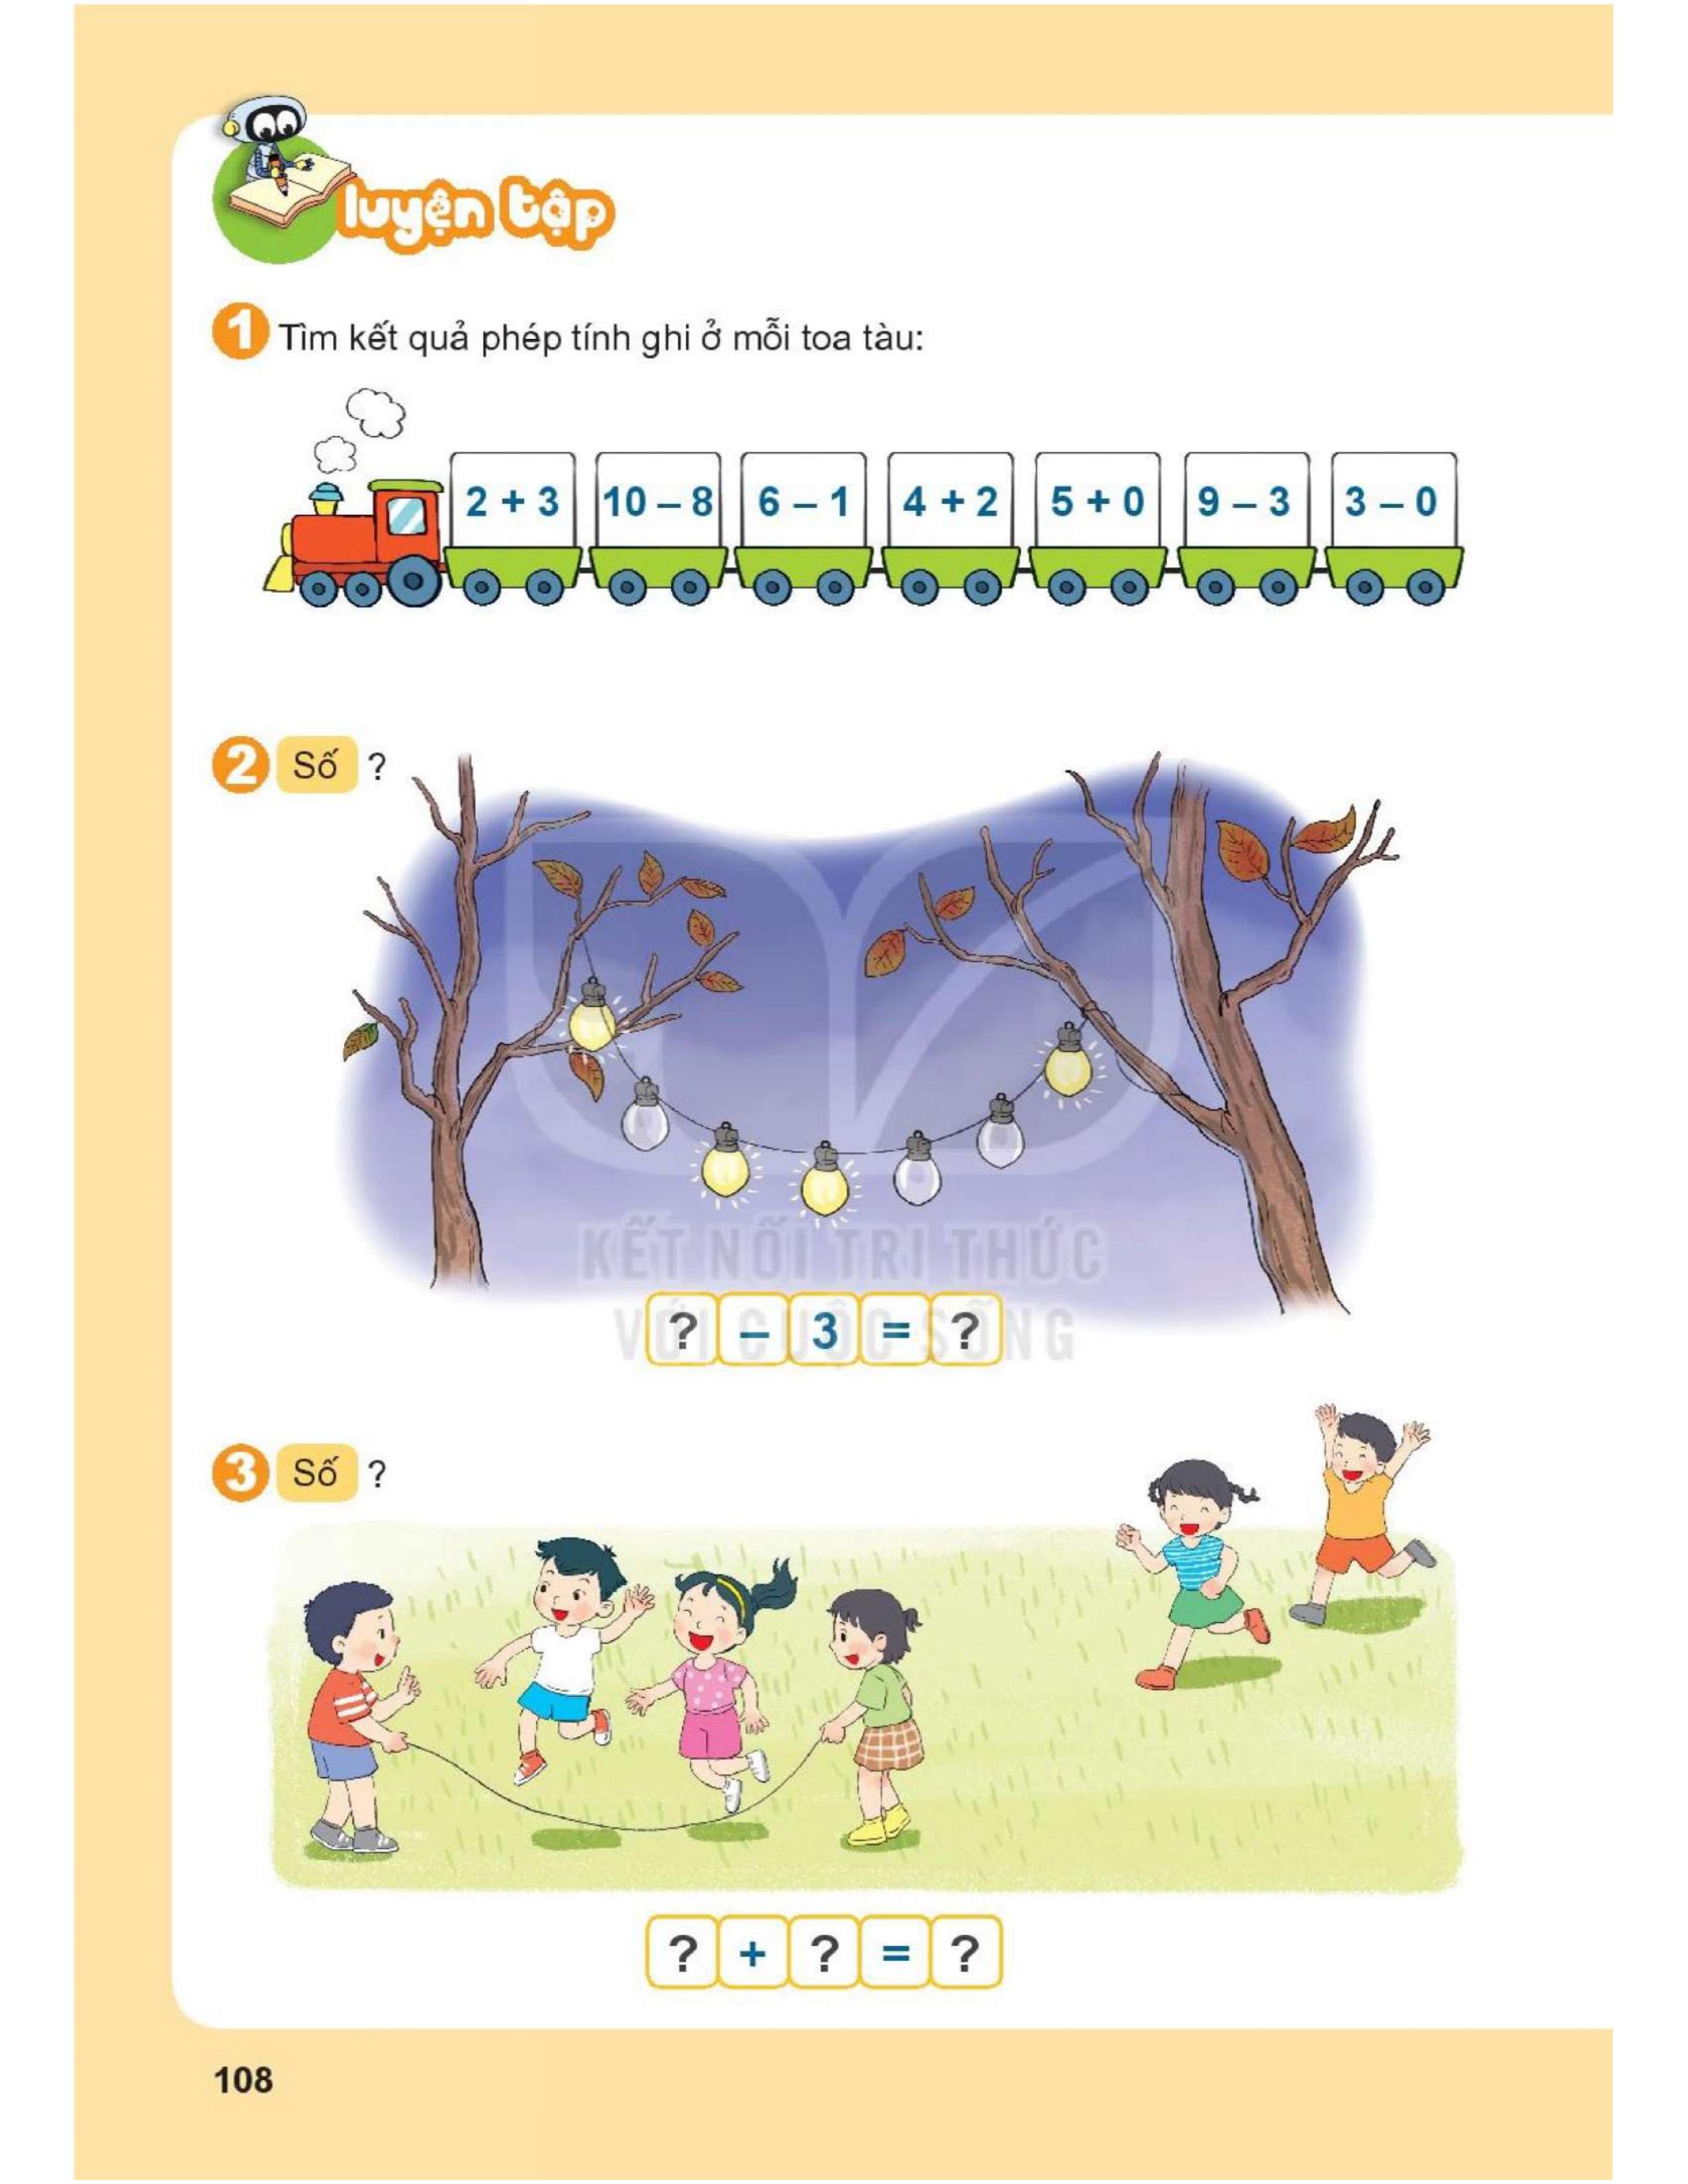 luyện tập
1 Tìm kết quả phép tính ghi ở mỗi toa tàu:
2 + 3 10 – 8 6 – 1 4 + 2 5 + 0 9 – 3 3 – 0
2 Số ?
KẾT NỐI TRI THỨC
VỚI CUỘC SỐNG
? – 3 = ?
3 Số ?
? + ? = ?
108